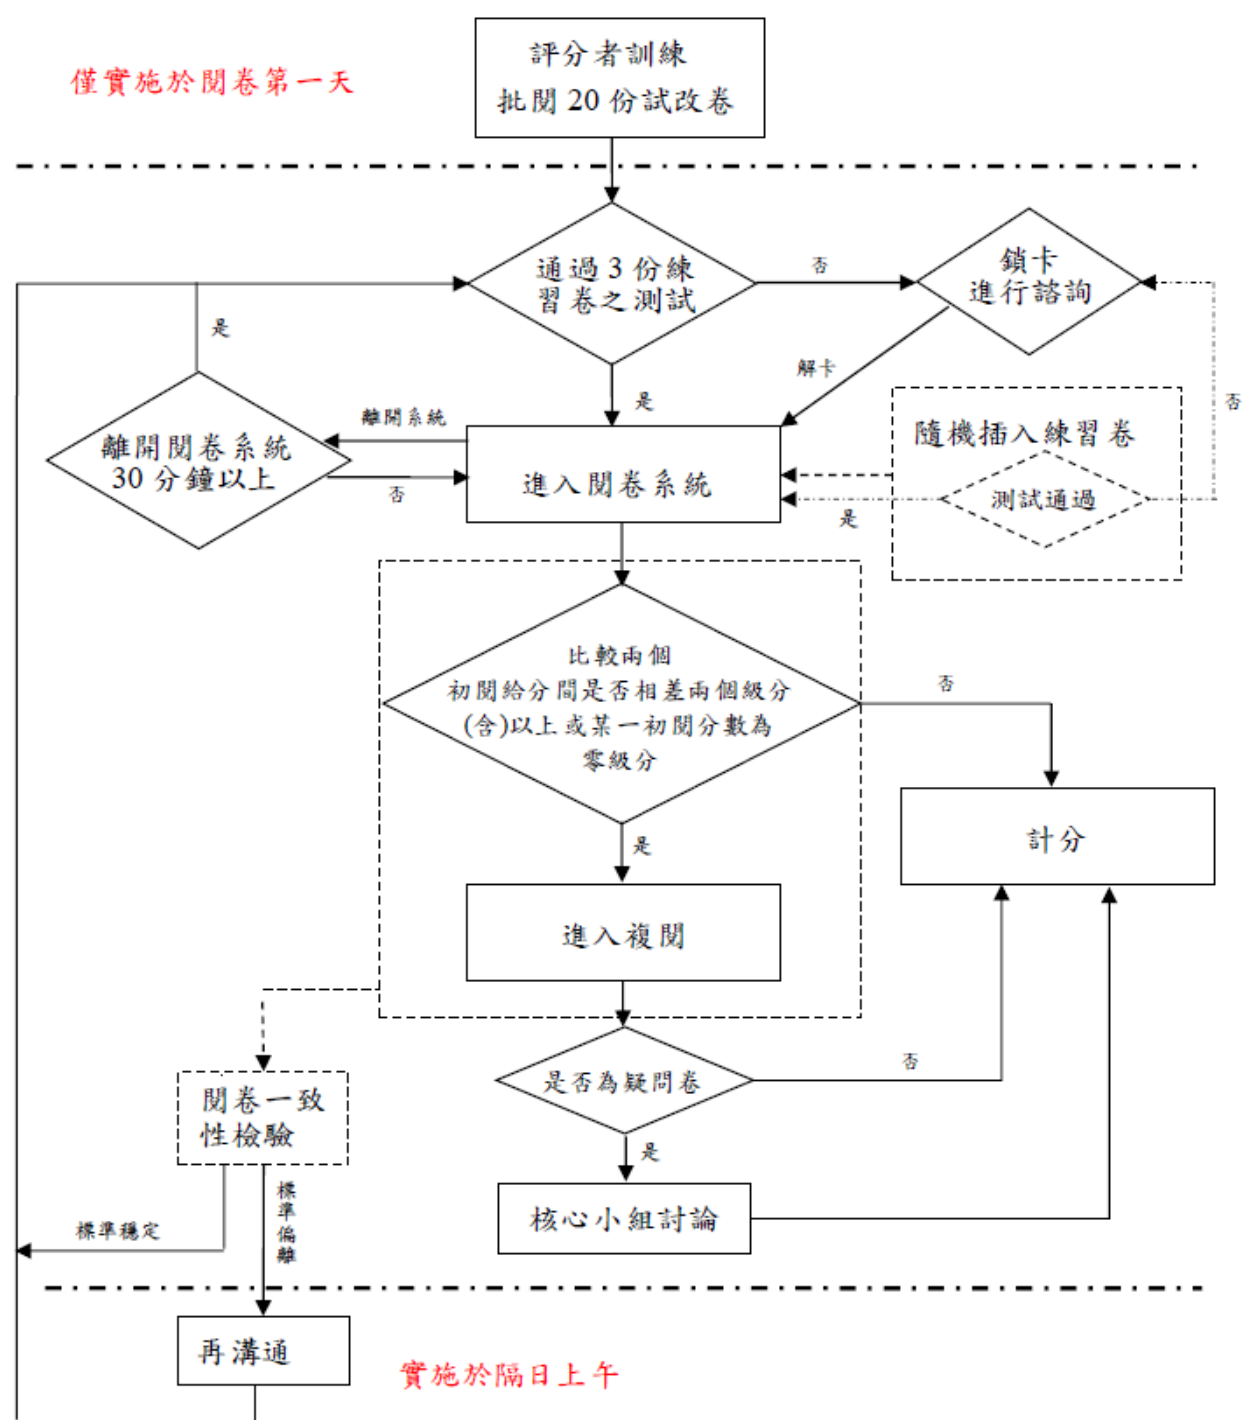 評分者訓練
批閱 20 份試改卷
僅實施於閱卷第一天
通過 3 份練
習卷之測試
否
鎖卡
進行諮詢
是
解卡
是
否
離開閱卷系統
30 分鐘以上
離開系統
否
進入閱卷系統
隨機插入練習卷
測試通過
是
比較兩個
初閱給分間是否相差兩個級分
(含)以上或某一初閱分數為
零級分
否
計分
是
進入複閱
是否為疑問卷
否
是
核心小組討論
閱卷一致
性檢驗
標準穩定
標準偏離
再溝通
實施於隔日上午